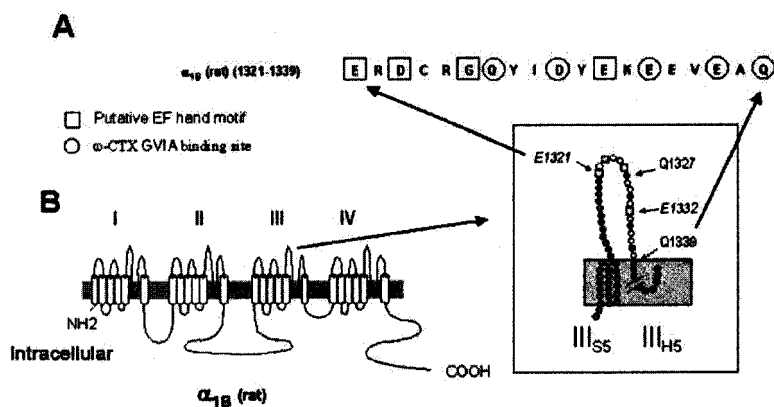 A
α1B (rat) (1321-1339) E R D C R G Q Y I D Y E K E E V E A Q
Putative EF hand motif
ω-CTX GVIA binding site
B
I II III IV
NH2
Intracellular
COOH
α1B (rat)
E1321
Q1327
E1332
Q1339
IIIS5 IIIH5